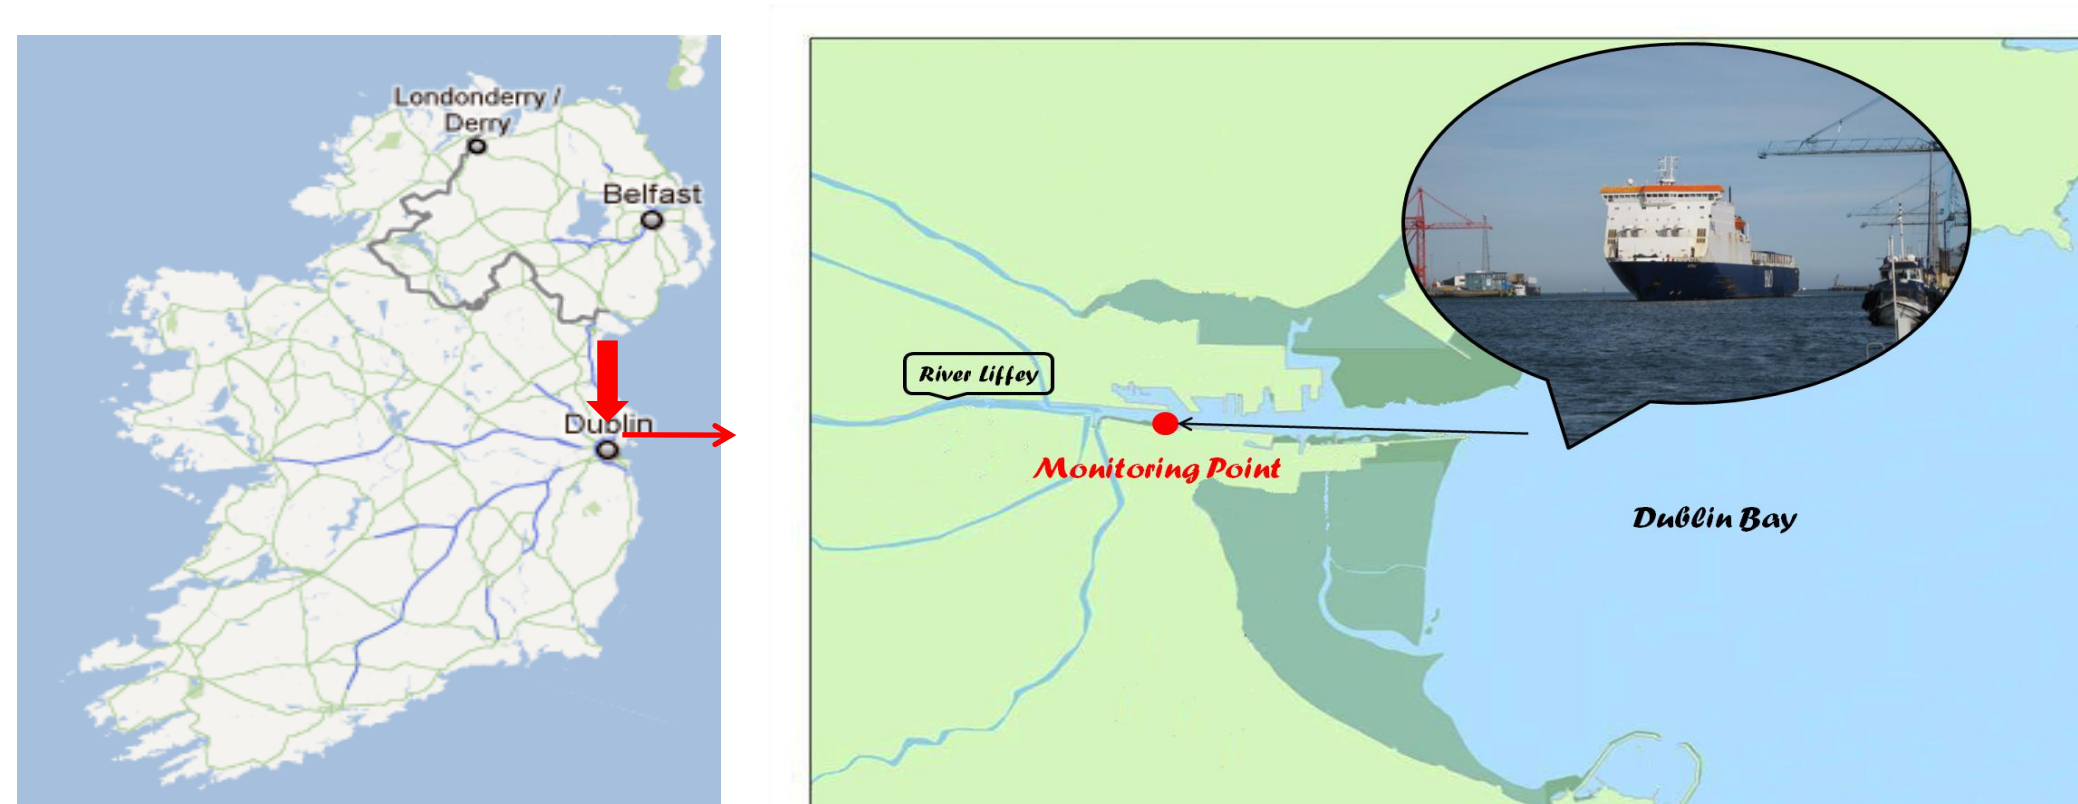 Londonderry /
Derry
Belfast
Dublin
River Liffey
Monitoring Point
Dublin Bay